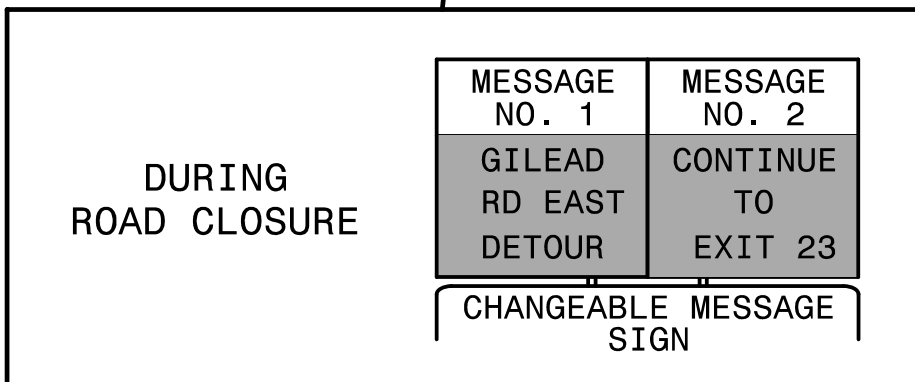 DURING
ROAD CLOSURE
MESSAGE
NO. 1
GILEAD
RD EAST
DETOUR
MESSAGE
NO. 2
CONTINUE
TO
EXIT 23
CHANGEABLE MESSAGE
SIGN